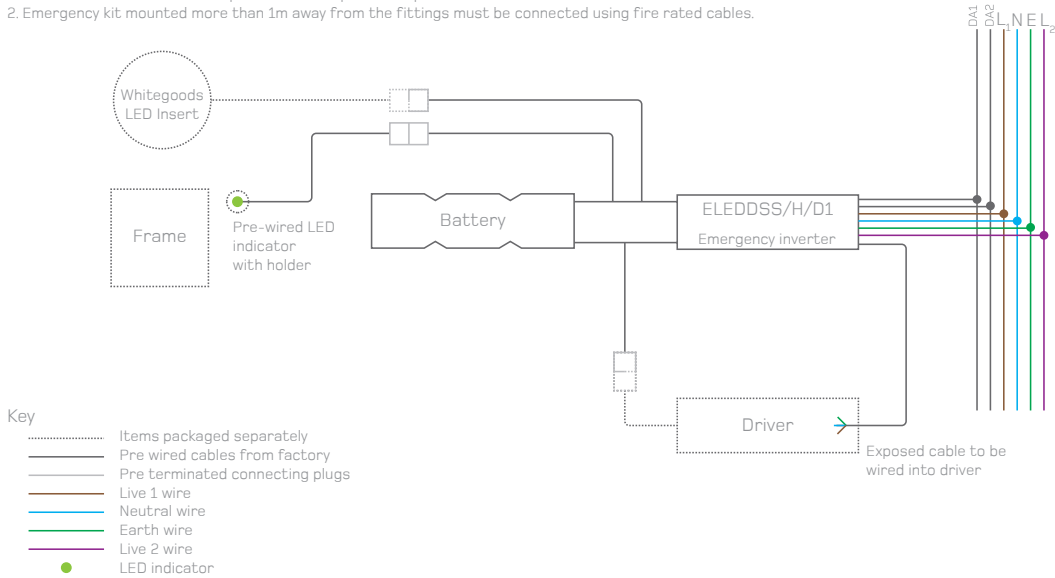 2. Emergency kit mounted more than 1m away from the fittings must be connected using fire rated cables.
DA1
DA2
L1
N
E
L2
Whitegoods
LED Insert
Frame
Pre-wired LED
indicator
with holder
Battery
ELEDDSS/H/D1
Emergency inverter
Driver
Exposed cable to be
wired into driver
Key
Items packaged separately
Pre wired cables from factory
Pre terminated connecting plugs
Live 1 wire
Neutral wire
Earth wire
Live 2 wire
LED indicator